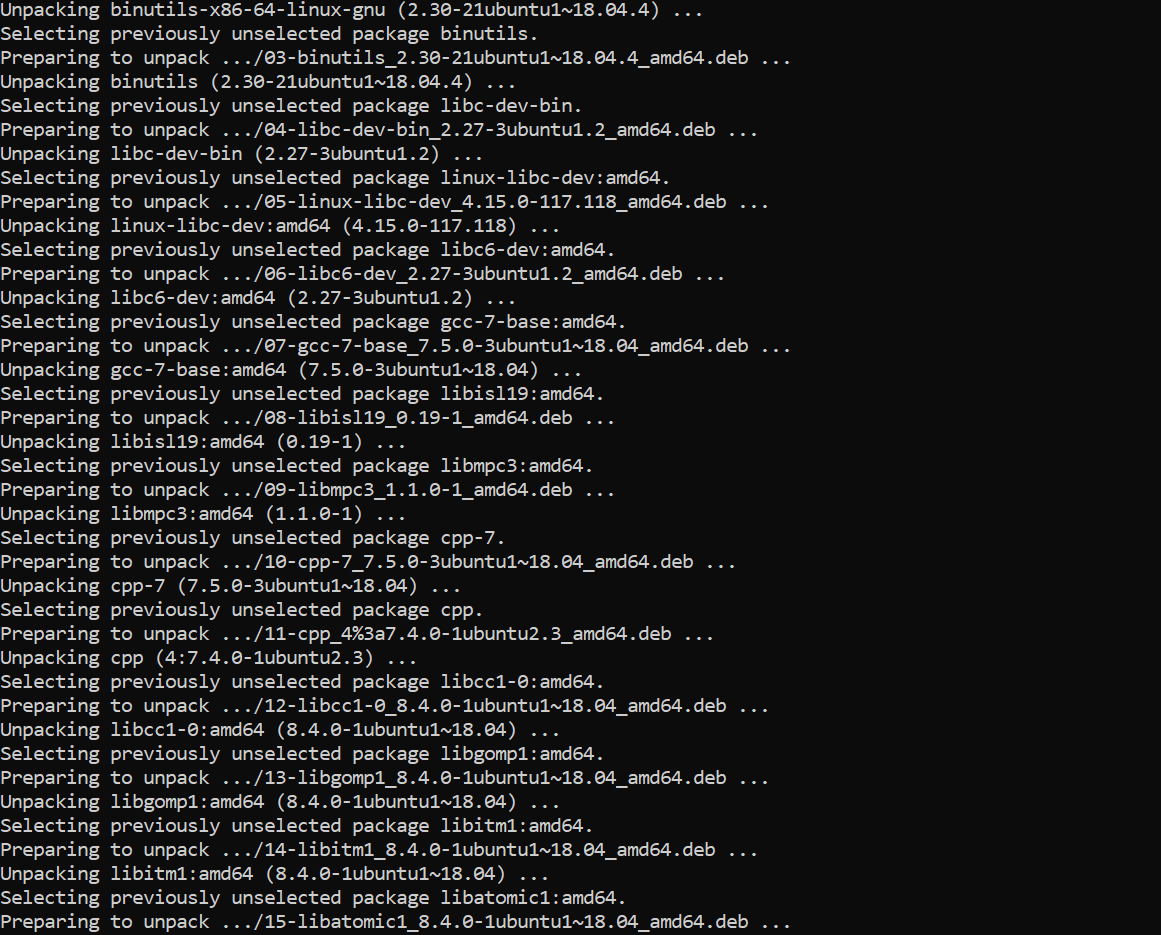 Unpacking binutils-x86-64-linux-gnu (2.30-21ubuntu1~18.04.4) ...
Selecting previously unselected package binutils.
Preparing to unpack .../03-binutils_2.30-21ubuntu1~18.04.4_amd64.deb ...
Unpacking binutils (2.30-21ubuntu1~18.04.4) ...
Selecting previously unselected package libc-dev-bin.
Preparing to unpack .../04-libc-dev-bin_2.27-3ubuntu1.2_amd64.deb ...
Unpacking libc-dev-bin (2.27-3ubuntu1.2) ...
Selecting previously unselected package linux-libc-dev:amd64.
Preparing to unpack .../05-linux-libc-dev_4.15.0-117.118_amd64.deb ...
Unpacking linux-libc-dev:amd64 (4.15.0-117.118) ...
Selecting previously unselected package libc6-dev:amd64.
Preparing to unpack .../06-libc6-dev_2.27-3ubuntu1.2_amd64.deb ...
Unpacking libc6-dev:amd64 (2.27-3ubuntu1.2) ...
Selecting previously unselected package gcc-7-base:amd64.
Preparing to unpack .../07-gcc-7-base_7.5.0-3ubuntu1~18.04_amd64.deb ...
Unpacking gcc-7-base:amd64 (7.5.0-3ubuntu1~18.04) ...
Selecting previously unselected package libisl19:amd64.
Preparing to unpack .../08-libisl19_0.19-1_amd64.deb ...
Unpacking libisl19:amd64 (0.19-1) ...
Selecting previously unselected package libmpc3:amd64.
Preparing to unpack .../09-libmpc3_1.1.0-1_amd64.deb ...
Unpacking libmpc3:amd64 (1.1.0-1) ...
Selecting previously unselected package cpp-7.
Preparing to unpack .../10-cpp-7_7.5.0-3ubuntu1~18.04_amd64.deb ...
Unpacking cpp-7 (7.5.0-3ubuntu1~18.04) ...
Selecting previously unselected package cpp.
Preparing to unpack .../11-cpp_4%3a7.4.0-1ubuntu2.3_amd64.deb ...
Unpacking cpp (4:7.4.0-1ubuntu2.3) ...
Selecting previously unselected package libcc1-0:amd64.
Preparing to unpack .../12-libcc1-0_8.4.0-1ubuntu1~18.04_amd64.deb ...
Unpacking libcc1-0:amd64 (8.4.0-1ubuntu1~18.04) ...
Selecting previously unselected package libgomp1:amd64.
Preparing to unpack .../13-libgomp1_8.4.0-1ubuntu1~18.04_amd64.deb ...
Unpacking libgomp1:amd64 (8.4.0-1ubuntu1~18.04) ...
Selecting previously unselected package libitm1:amd64.
Preparing to unpack .../14-libitm1_8.4.0-1ubuntu1~18.04_amd64.deb ...
Unpacking libitm1:amd64 (8.4.0-1ubuntu1~18.04) ...
Selecting previously unselected package libatomic1:amd64.
Preparing to unpack .../15-libatomic1_8.4.0-1ubuntu1~18.04_amd64.deb ...